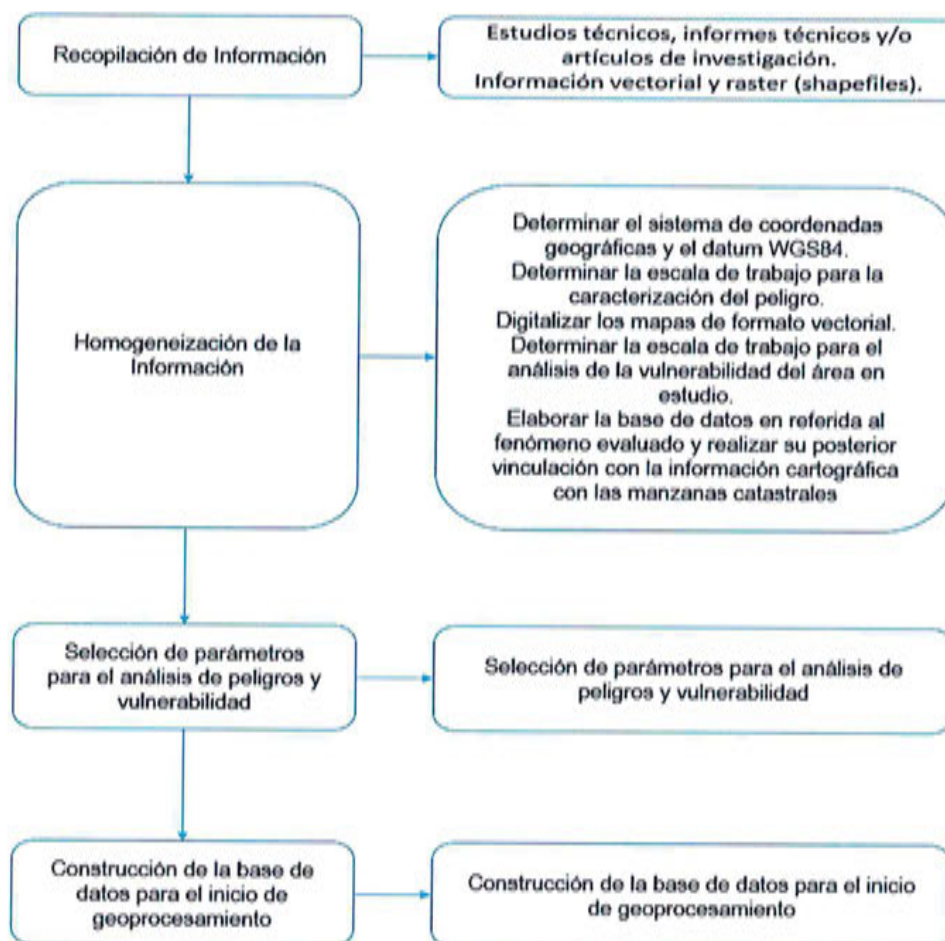 Recopilación de Información
Estudios técnicos, informes técnicos y/o
artículos de investigación.
Información vectorial y raster (shapefiles).
Homogeneización de la
Información
Determinar el sistema de coordenadas
geográficas y el datum WGS84.
Determinar la escala de trabajo para la
caracterización del peligro.
Digitalizar los mapas de formato vectorial.
Determinar la escala de trabajo para el
análisis de la vulnerabilidad del área en
estudio.
Elaborar la base de datos en referida al
fenómeno evaluado y realizar su posterior
vinculación con la información cartográfica
con las manzanas catastrales
Selección de parámetros
para el análisis de peligros y
vulnerabilidad
Selección de parámetros para el análisis de
peligros y vulnerabilidad
Construcción de la base de
datos para el inicio de
geoprocesamiento
Construcción de la base de datos para el inicio
de geoprocesamiento